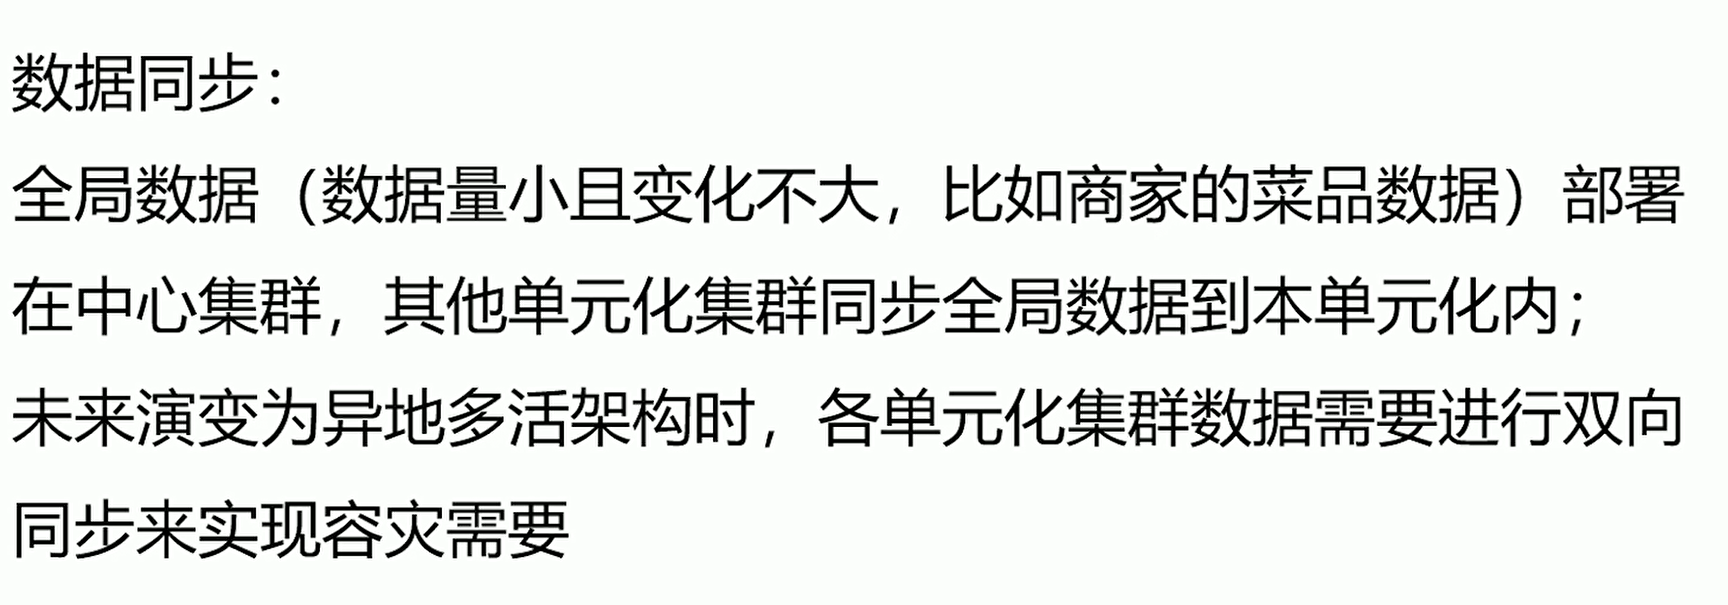 数据同步：
全局数据（数据量小且变化不大，比如商家的菜品数据）部署
在中心集群，其他单元化集群同步全局数据到本单元化内；
未来演变为异地多活架构时，各单元化集群数据需要进行双向
同步来实现容灾需要